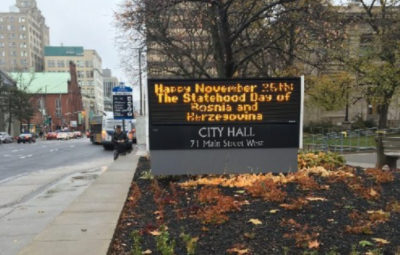 Happy November 25th
The Statehood Day of
Bosnia and
Herzegovina
CITY HALL
71 Main Street West